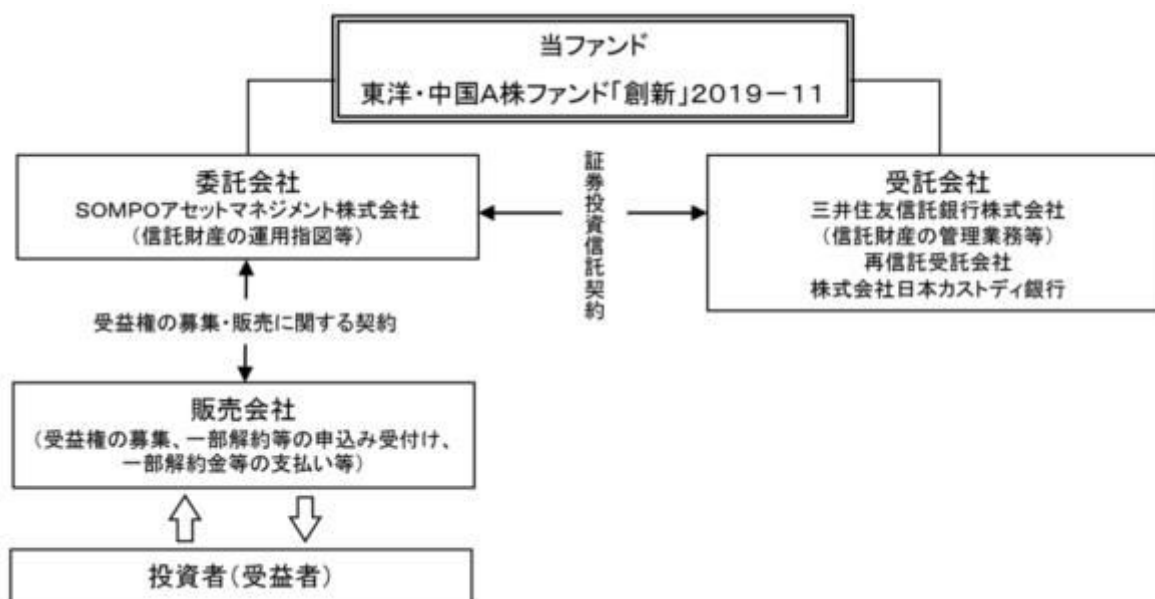 当ファンド
東洋・中国A株ファンド「創新」2019－11
委託会社
SOMPOアセットマネジメント株式会社
（信託財産の運用指図等）
証券投資信託契約
受託会社
三井住友信託銀行株式会社
（信託財産の管理業務等）
再信託受託会社
株式会社日本カストディ銀行
受益権の募集・販売に関する契約
販売会社
（受益権の募集、一部解約等の申込み受付け、
一部解約金等の支払い等）
投資者（受益者）